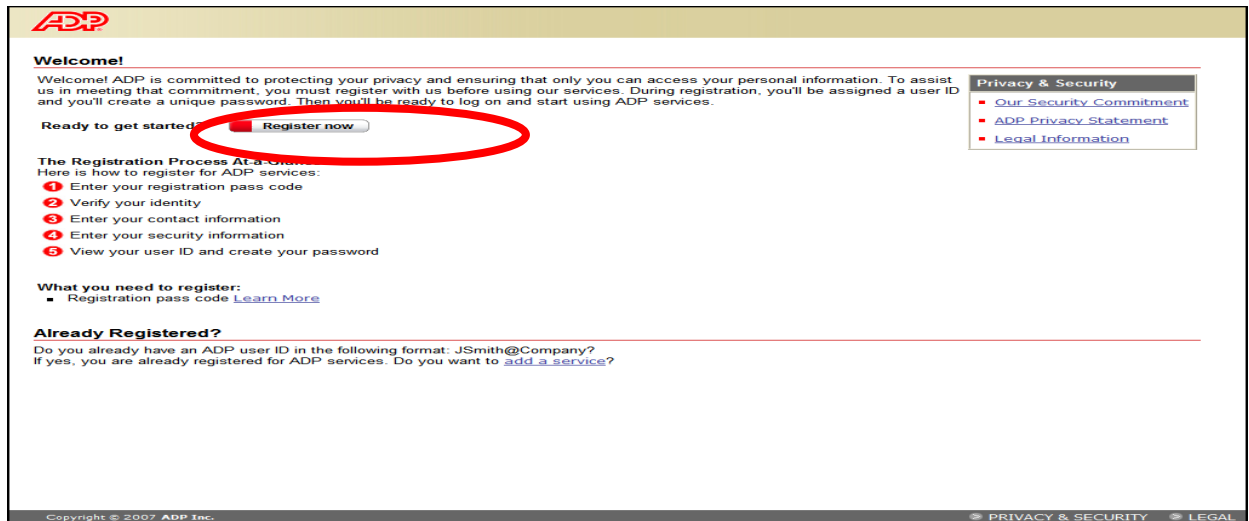 ADP
Welcome!
Welcome! ADP is committed to protecting your privacy and ensuring that only you can access your personal information. To assist
us in meeting that commitment, you must register with us before using our services. During registration, you'll be assigned a user ID
and you'll create a unique password. Then you'll be ready to log on and start using ADP services.
Privacy & Security
Our Security Commitment
ADP Privacy Statement
Legal Information
Ready to get started? Register now
The Registration Process At-a-Glance
Here is how to register for ADP services:
1 Enter your registration pass code
2 Verify your identity
3 Enter your contact information
4 Enter your security information
5 View your user ID and create your password
What you need to register:
Registration pass code Learn More
Already Registered?
Do you already have an ADP user ID in the following format: JSmith@Company?
If yes, you are already registered for ADP services. Do you want to add a service?
Copyright © 2007 ADP Inc. PRIVACY & SECURITY LEGAL